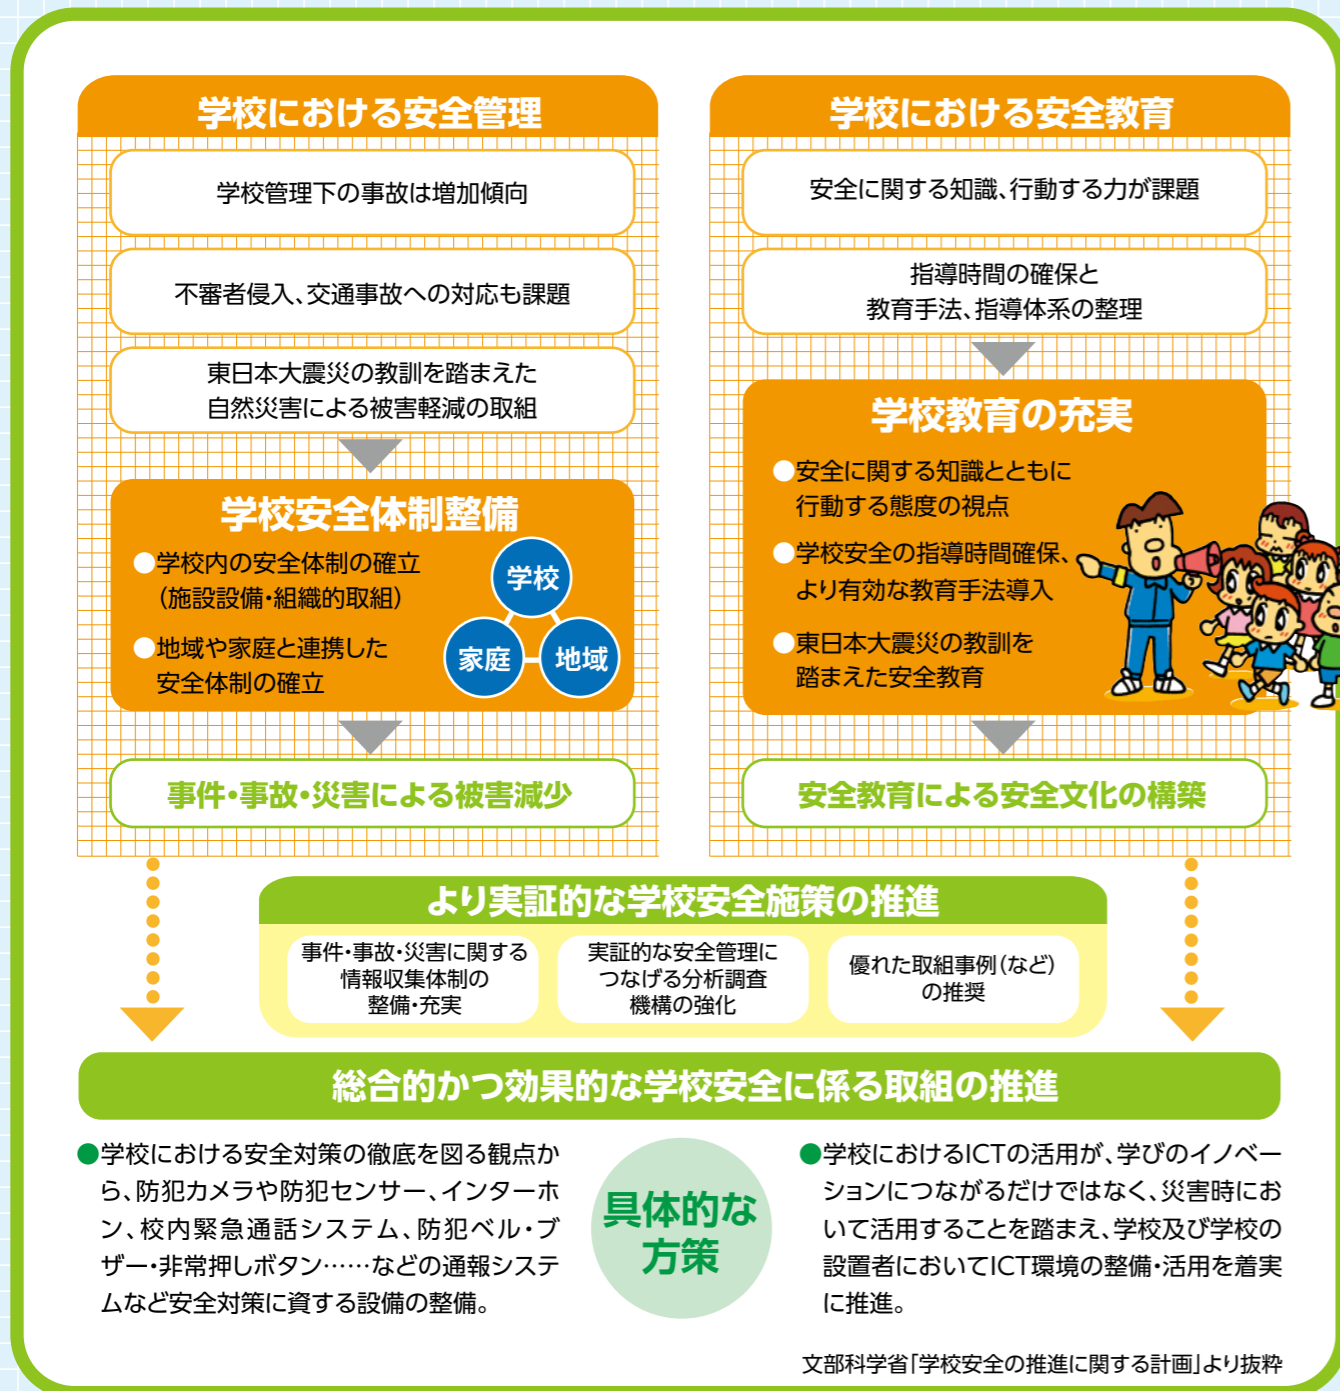 学校における安全管理
学校管理下の事故は増加傾向
不審者侵入、交通事故への対応も課題
東日本大震災の教訓を踏まえた
自然災害による被害軽減の取組
学校安全体制整備
●学校内の安全体制の確立
（施設設備・組織的取組）
●地域や家庭と連携した
安全体制の確立
学校
家庭
地域
事件・事故・災害による被害減少
学校における安全教育
安全に関する知識、行動する力が課題
指導時間の確保と
教育手法、指導体系の整理
学校教育の充実
●安全に関する知識とともに
行動する態度の視点
●学校安全の指導時間確保、
より有効な教育手法導入
●東日本大震災の教訓を
踏まえた安全教育
安全教育による安全文化の構築
より実証的な学校安全施策の推進
事件・事故・災害に関する
情報収集体制の
整備・充実
実証的な安全管理に
つなげる分析調査
機構の強化
優れた取組事例（など）
の推奨
総合的かつ効果的な学校安全に係る取組の推進
●学校における安全対策の徹底を図る観点か
ら、防犯カメラや防犯センサー、インターホ
ン、校内緊急通話システム、防犯ベル・ブ
ザー・非常押しボタン……などの通報システ
ムなど安全対策に資する設備の整備。
具体的な
方策
●学校におけるICTの活用が、学びのイノベー
ションにつながるだけではなく、災害時にお
いて活用することを踏まえ、学校及び学校の
設置者においてICT環境の整備・活用を着実
に推進。
文部科学省「学校安全の推進に関する計画」より抜粋